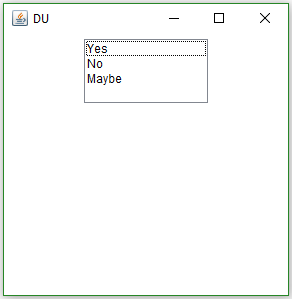 DU
Yes
No
Maybe